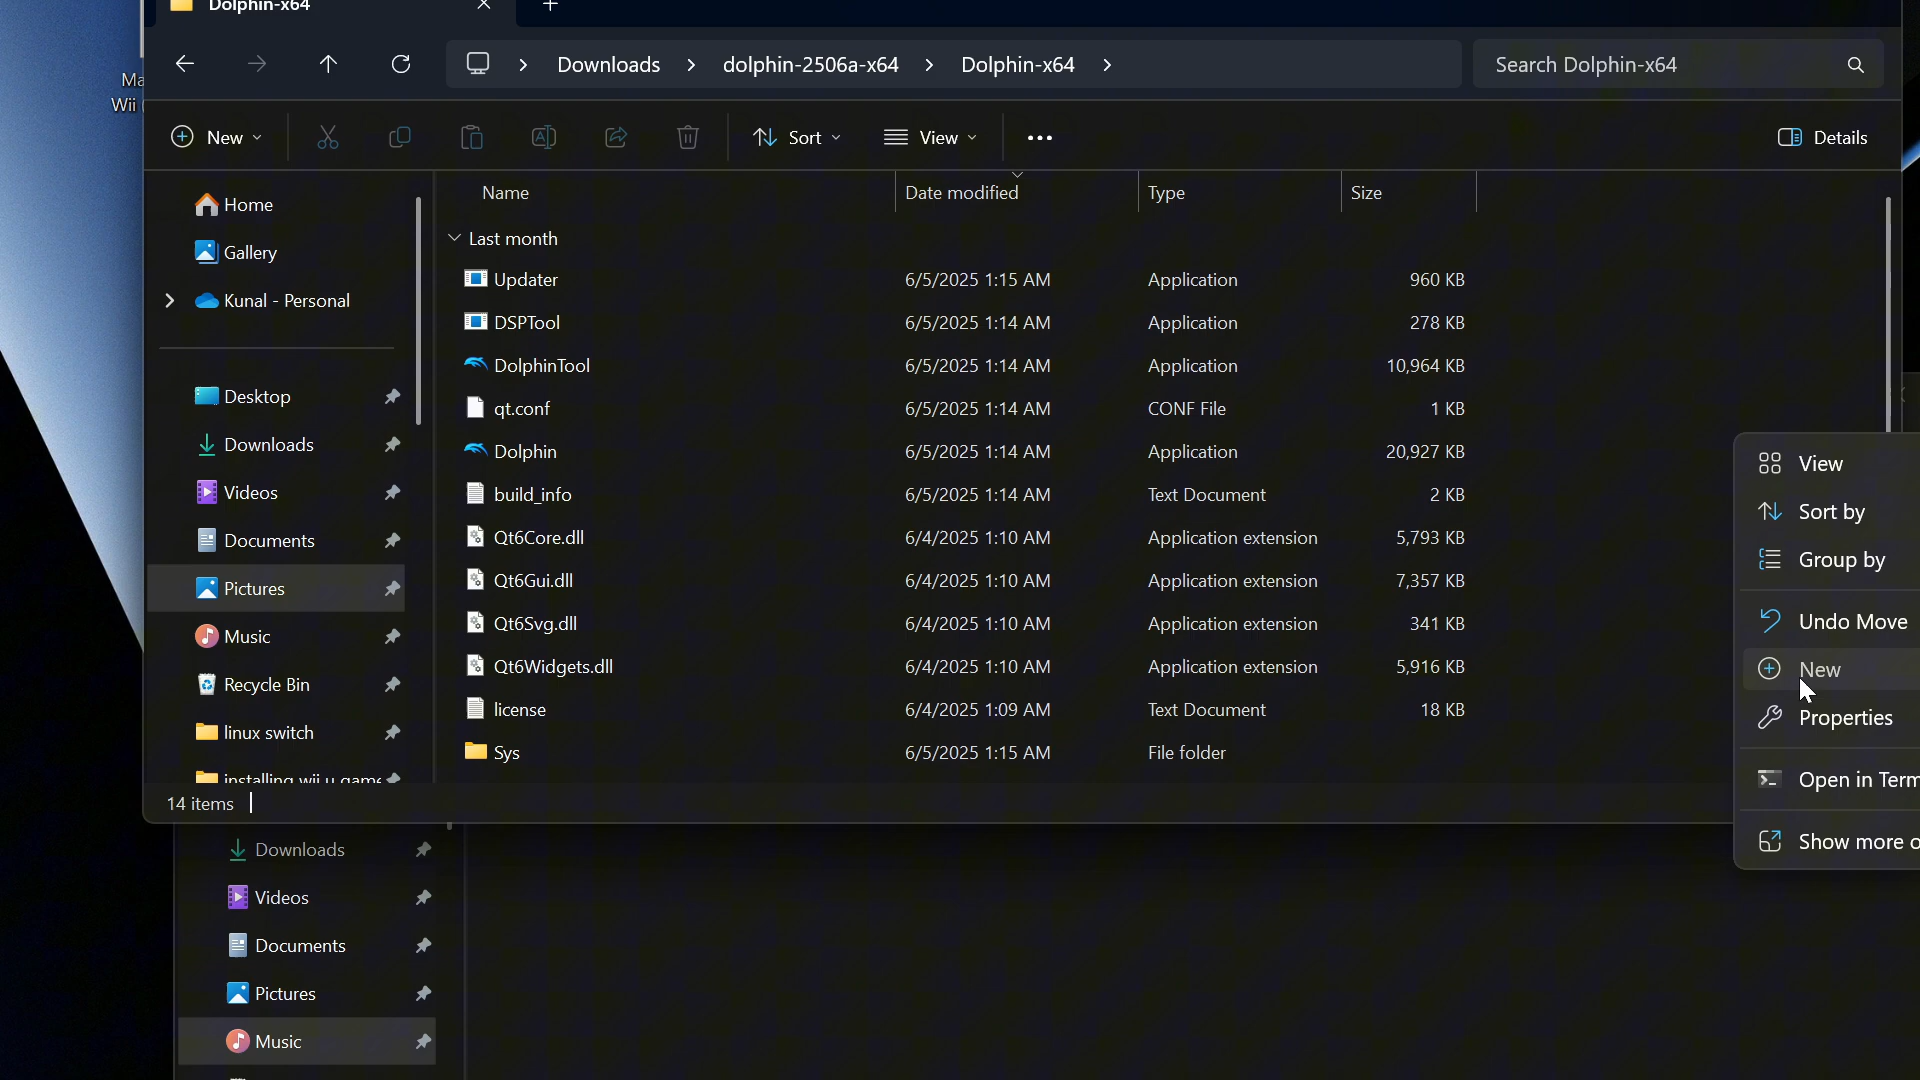 Dolphin-x64
Ma
Wii
Downloads
dolphin-2506a-x64
Dolphin-x64
Search Dolphin-x64
New
Sort
View
Details
Name
Date modified
Type
Size
Home
Gallery
Kunal - Personal
Desktop
Downloads
Videos
Documents
Pictures
Music
Recycle Bin
linux switch
installing wii u game
Last month
Updater 6/5/2025 1:15 AM Application 960 KB
DSPTool 6/5/2025 1:14 AM Application 278 KB
DolphinTool 6/5/2025 1:14 AM Application 10,964 KB
qt.conf 6/5/2025 1:14 AM CONF File 1 KB
Dolphin 6/5/2025 1:14 AM Application 20,927 KB
build_info 6/5/2025 1:14 AM Text Document 2 KB
Qt6Core.dll 6/4/2025 1:10 AM Application extension 5,793 KB
Qt6Gui.dll 6/4/2025 1:10 AM Application extension 7,357 KB
Qt6Svg.dll 6/4/2025 1:10 AM Application extension 341 KB
Qt6Widgets.dll 6/4/2025 1:10 AM Application extension 5,916 KB
license 6/4/2025 1:09 AM Text Document 18 KB
Sys 6/5/2025 1:15 AM File folder
View
Sort by
Group by
Undo Move
New
Properties
Open in Term
Show more o
14 items
Downloads
Videos
Documents
Pictures
Music